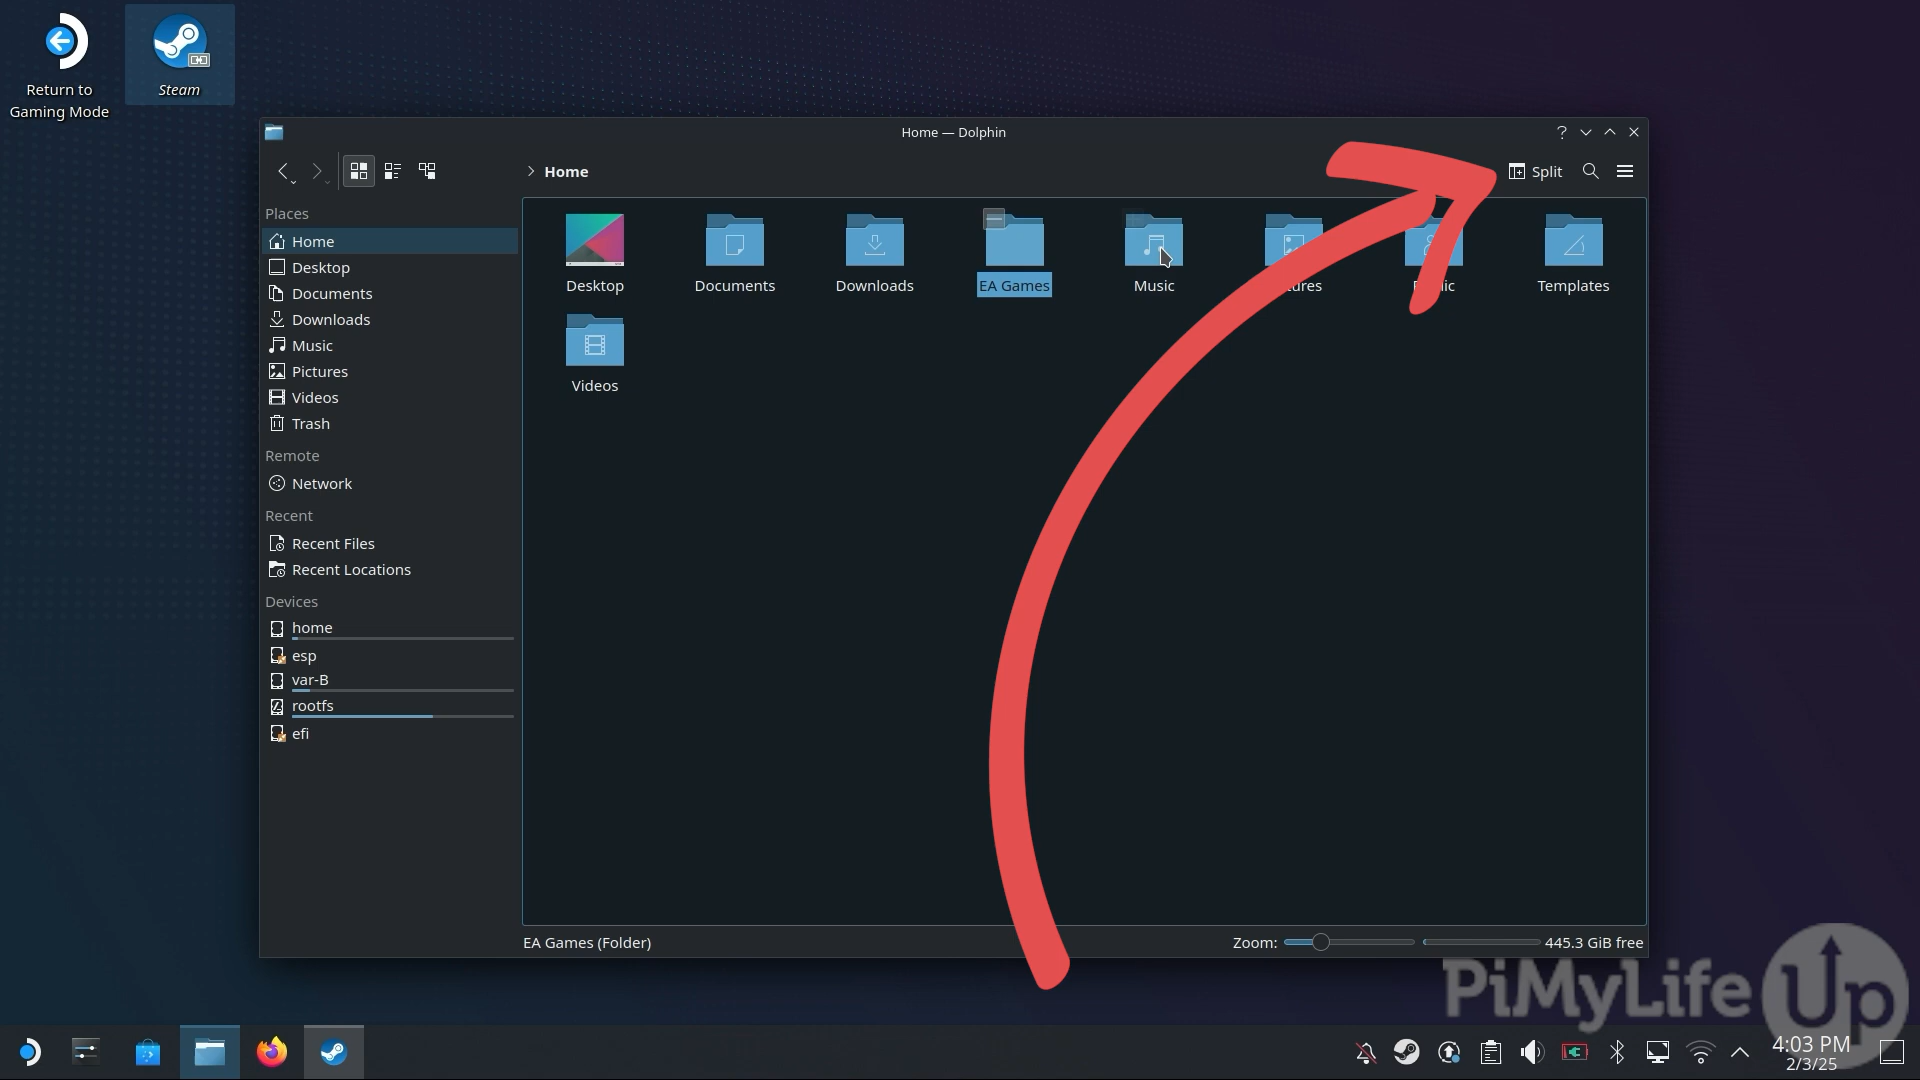 Return to
Gaming Mode
Steam
Home — Dolphin
Home
Split
Places
Home
Desktop
Documents
Downloads
Music
Pictures
Videos
Trash
Remote
Network
Recent
Recent Files
Recent Locations
Devices
home
esp
var-B
rootfs
efi
Desktop
Documents
Downloads
EA Games
Music
Templates
Videos
EA Games (Folder)
Zoom:
445.3 GiB free
PiMyLifeUp
4:03 PM
2/3/25